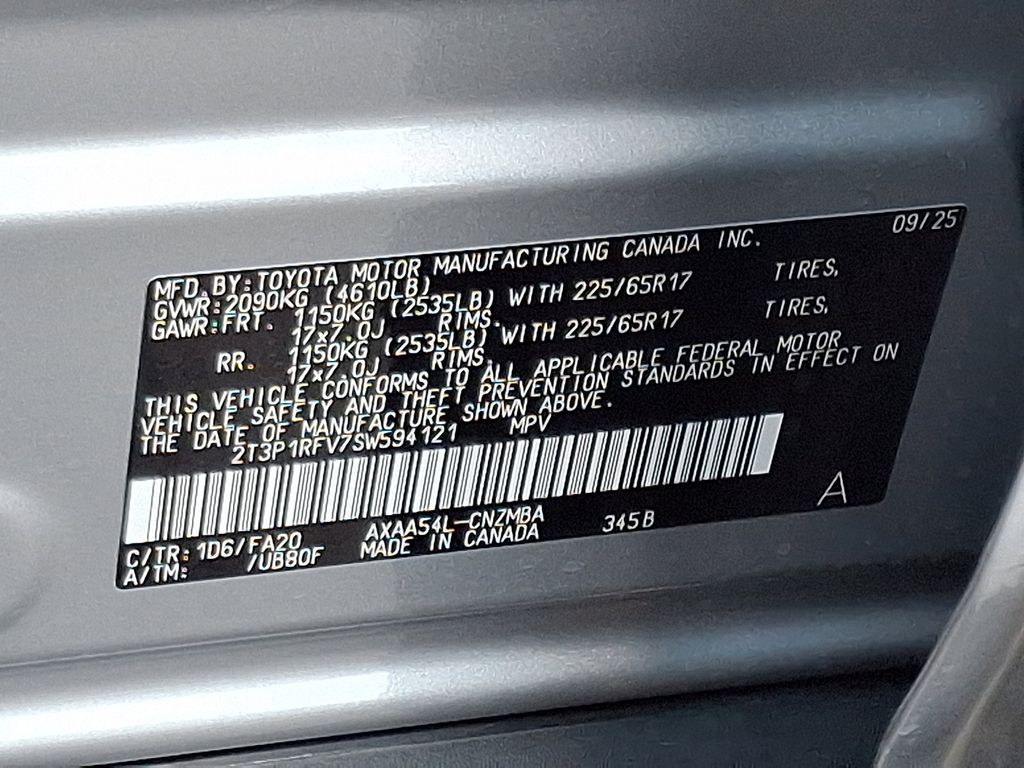 09/25
MFD. BY: TOYOTA MOTOR MANUFACTURING CANADA INC.
GVWR: 2090KG (4610LB)
GAWR: FRT. 1150KG (2535LB) WITH 225/65R17 TIRES,
17x7.0J RIMS.
RR. 1150KG (2535LB) WITH 225/65R17 TIRES,
17x7.0J RIMS.
THIS VEHICLE CONFORMS TO ALL APPLICABLE FEDERAL MOTOR
VEHICLE SAFETY AND THEFT PREVENTION STANDARDS IN EFFECT ON
THE DATE OF MANUFACTURE SHOWN ABOVE.
2T3P1RFV7SW594121 MPV
A
C/TR: 1D6/FA20 AXAA54L-CNZMBA 345B
A/TM: /UB80F MADE IN CANADA